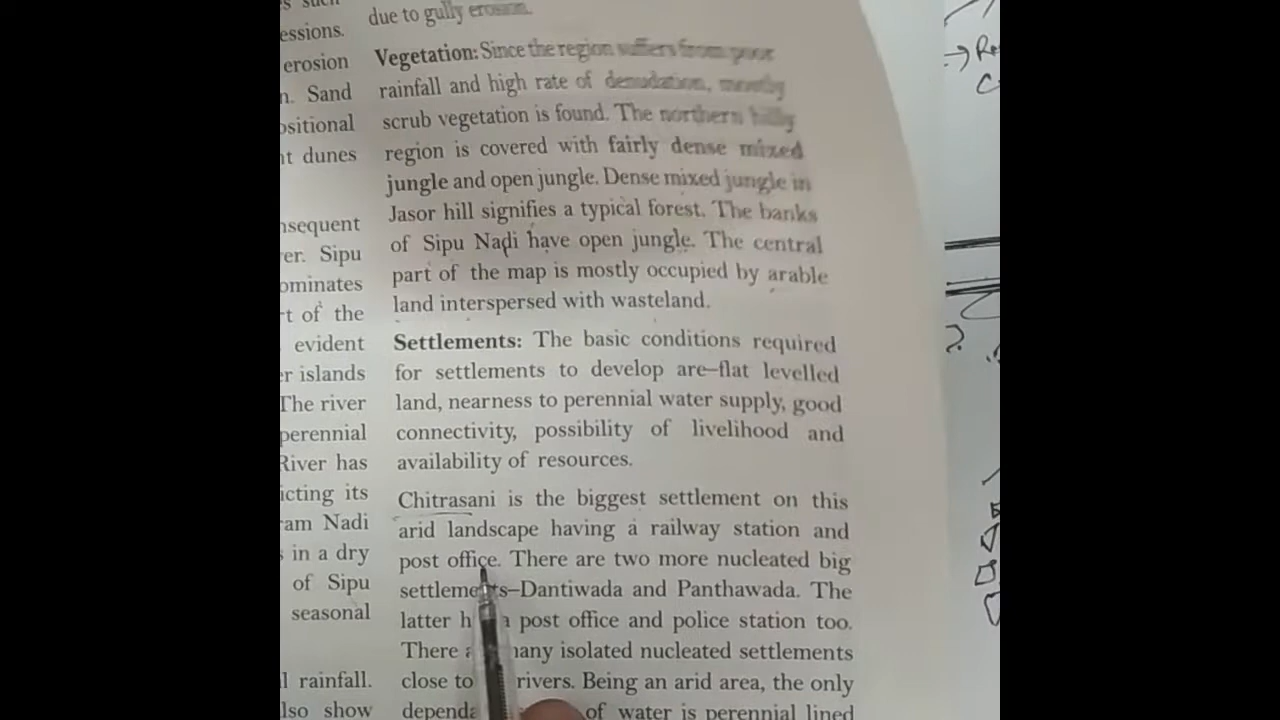 s such
essions.
erosion
n. Sand
ositional
nt dunes
nsequent
er. Sipu
ominates
rt of the
evident
er islands
The river
perennial
River has
icting its
ram Nadi
s in a dry
of Sipu
seasonal
l rainfall.
lso show
due to gully erosion.
Vegetation: Since the region suffers from poor
rainfall and high rate of denudation, mostly
scrub vegetation is found. The northern hilly
region is covered with fairly dense mixed
jungle and open jungle. Dense mixed jungle in
Jasor hill signifies a typical forest. The banks
of Sipu Nadi have open jungle. The central
part of the map is mostly occupied by arable
land interspersed with wasteland.
Settlements: The basic conditions required
for settlements to develop are–flat levelled
land, nearness to perennial water supply, good
connectivity, possibility of livelihood and
availability of resources.
Chitrasani is the biggest settlement on this
arid landscape having a railway station and
post office. There are two more nucleated big
settlements–Dantiwada and Panthawada. The
latter a post office and police station too.
There many isolated nucleated settlements
close to rivers. Being an arid area, the only
of water is perennial lined